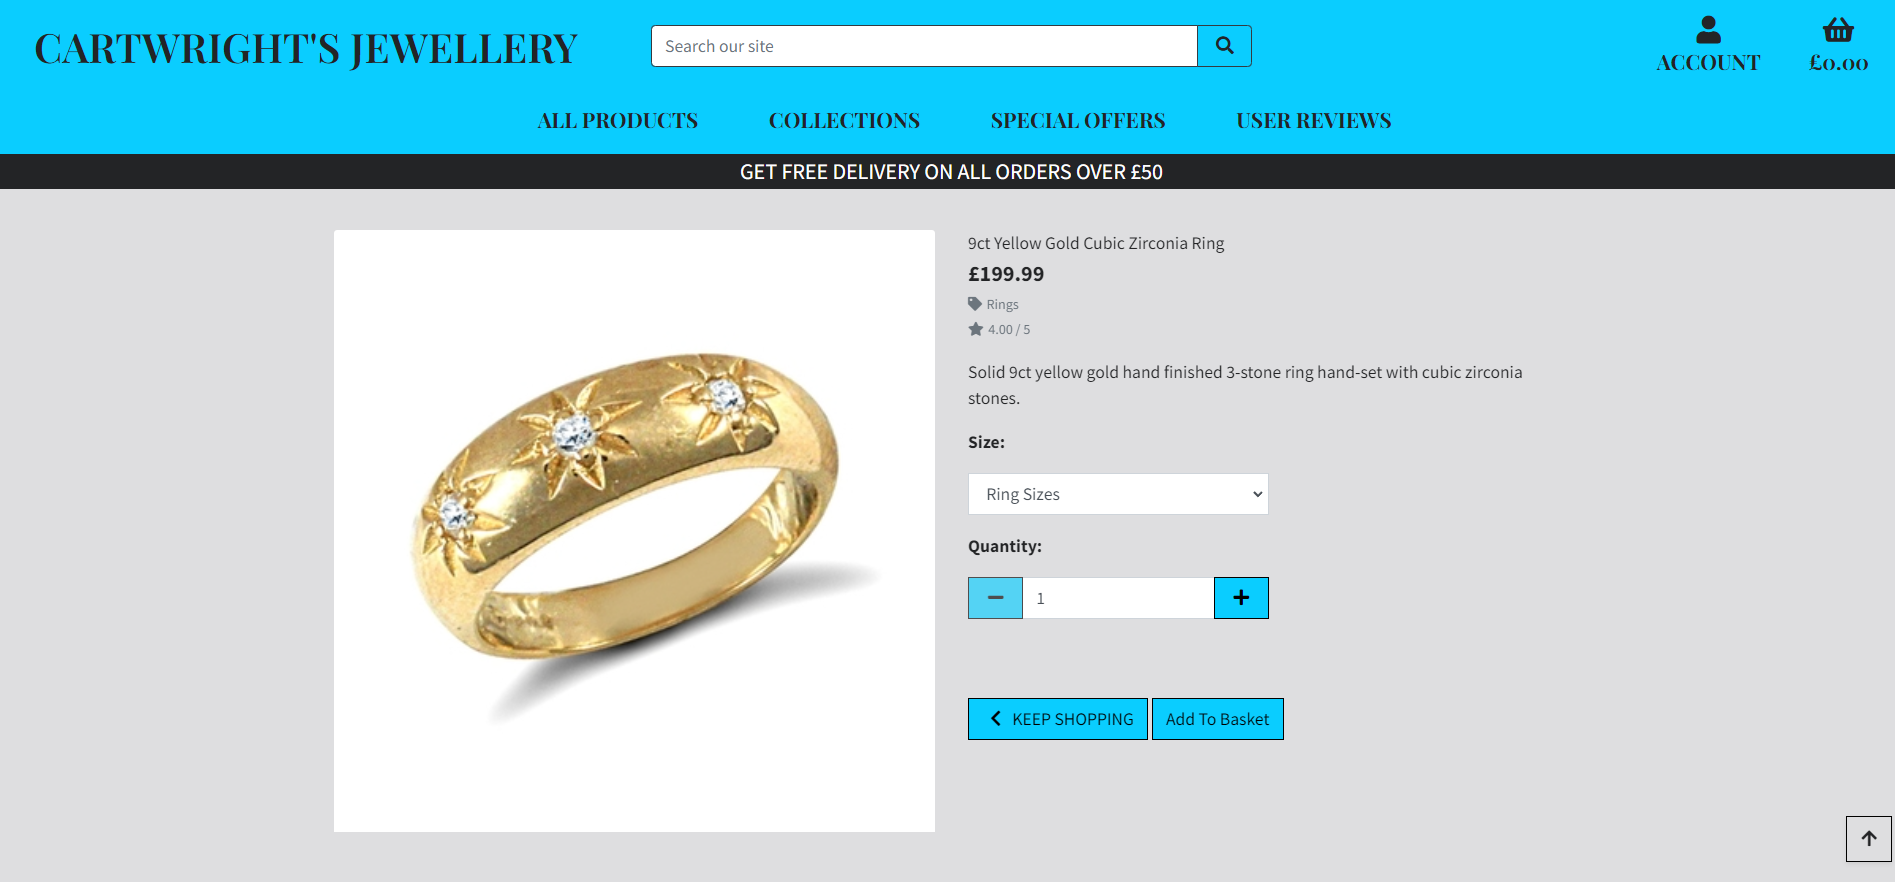 CARTWRIGHT'S JEWELLERY
Search our site
ACCOUNT
£0.00
ALL PRODUCTS
COLLECTIONS
SPECIAL OFFERS
USER REVIEWS
GET FREE DELIVERY ON ALL ORDERS OVER £50
9ct Yellow Gold Cubic Zirconia Ring
£199.99
Rings
4.00 / 5
Solid 9ct yellow gold hand finished 3-stone ring hand-set with cubic zirconia
stones.
Size:
Ring Sizes
Quantity:
1
KEEP SHOPPING
Add To Basket